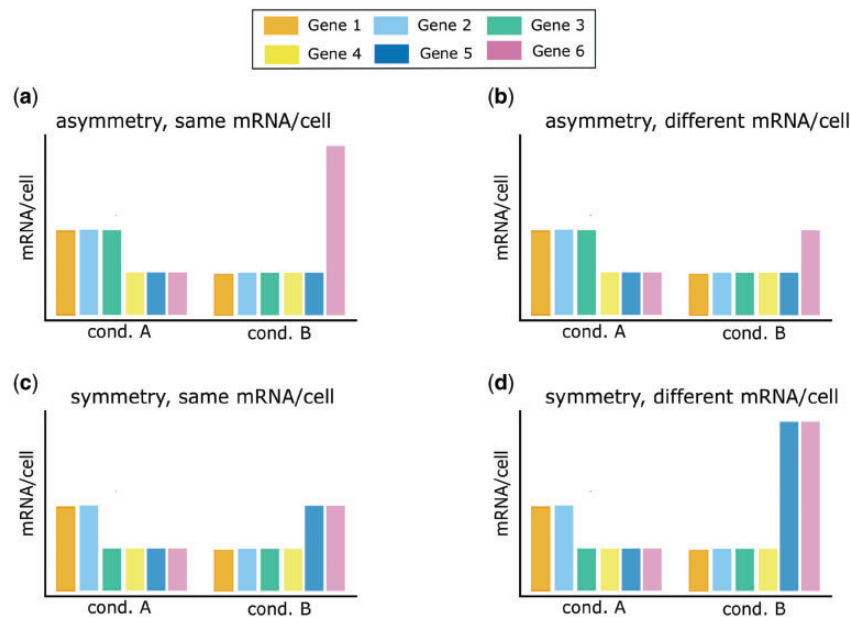 Gene 1 Gene 2 Gene 3
Gene 4 Gene 5 Gene 6
(a)
asymmetry, same mRNA/cell
mRNA/cell
cond. A cond. B
(b)
asymmetry, different mRNA/cell
mRNA/cell
cond. A cond. B
(c)
symmetry, same mRNA/cell
mRNA/cell
cond. A cond. B
(d)
symmetry, different mRNA/cell
mRNA/cell
cond. A cond. B